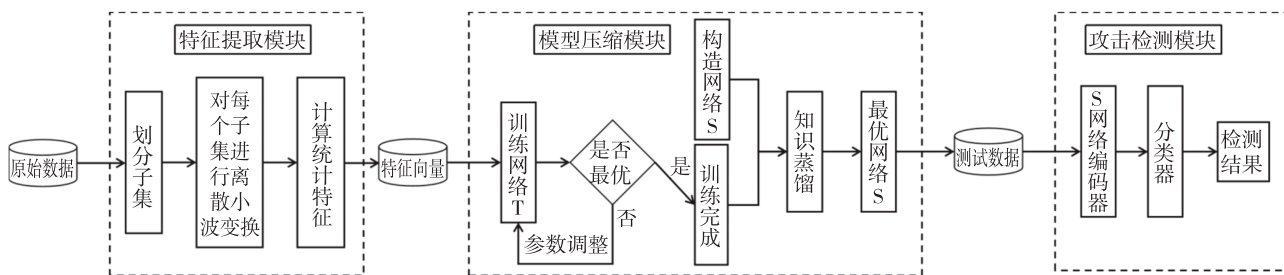 特征提取模块
模型压缩模块
攻击检测模块
原始数据
划分子集
对每个子集进行离散小波变换
计算统计特征
特征向量
训练网络T
是否
最优
是
否
参数调整
构造网络S
训练完成
知识蒸馏
最优网络S
测试数据
S网络编码器
分类器
检测
结果